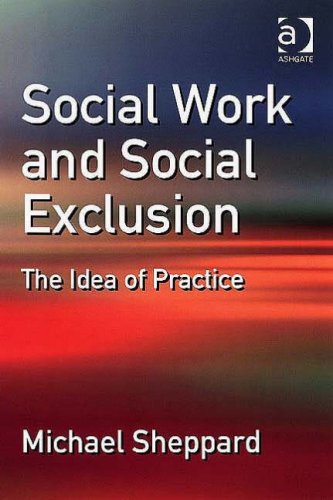 a
ASHGATE
Social Work
and Social
Exclusion
The Idea of Practice
Michael Sheppard